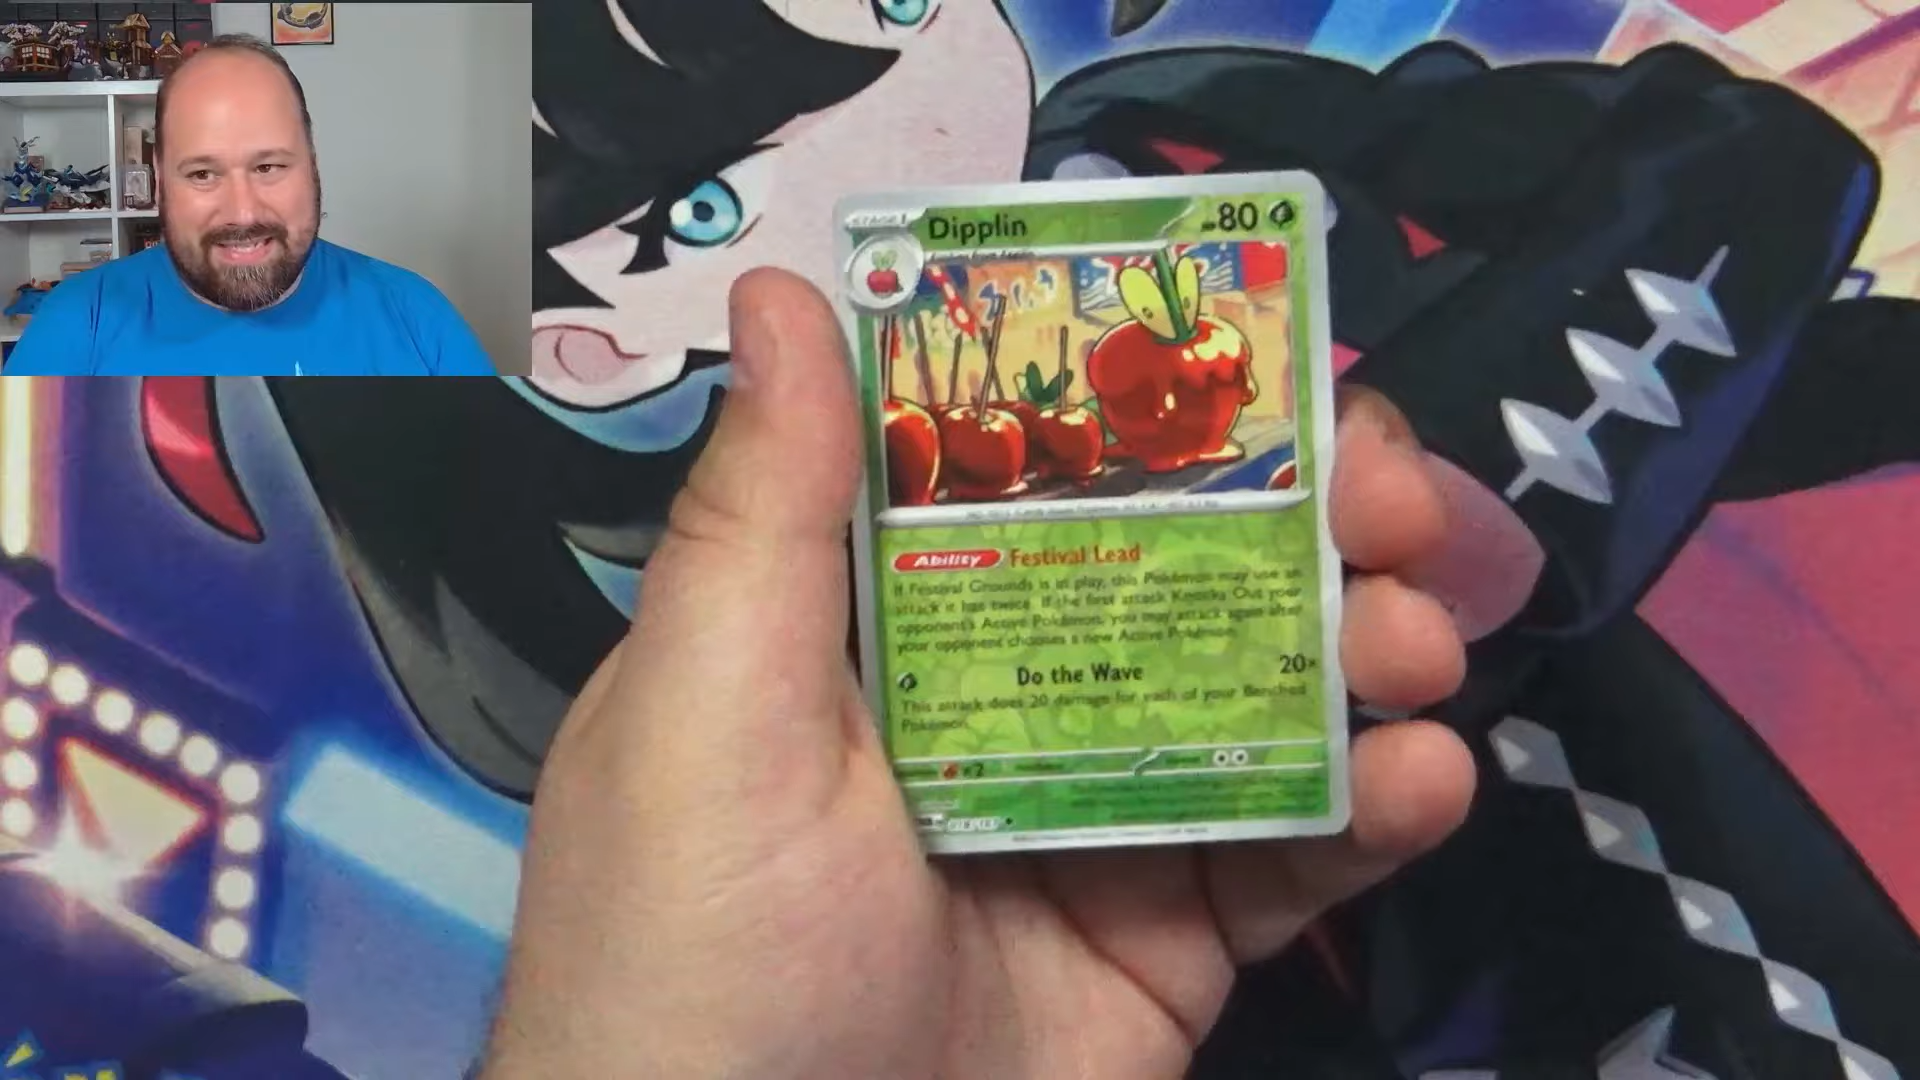 STAGE 1
Dipplin
HP80
Ability Festival Lead
If Festival Grounds is in play, this Pokémon may use an
attack it has twice. If the first attack Knocks Out your
opponent's Active Pokémon, you may attack again after
your opponent chooses a new Active Pokémon.
Do the Wave 20×
This attack does 20 damage for each of your Benched
Pokémon.
×2